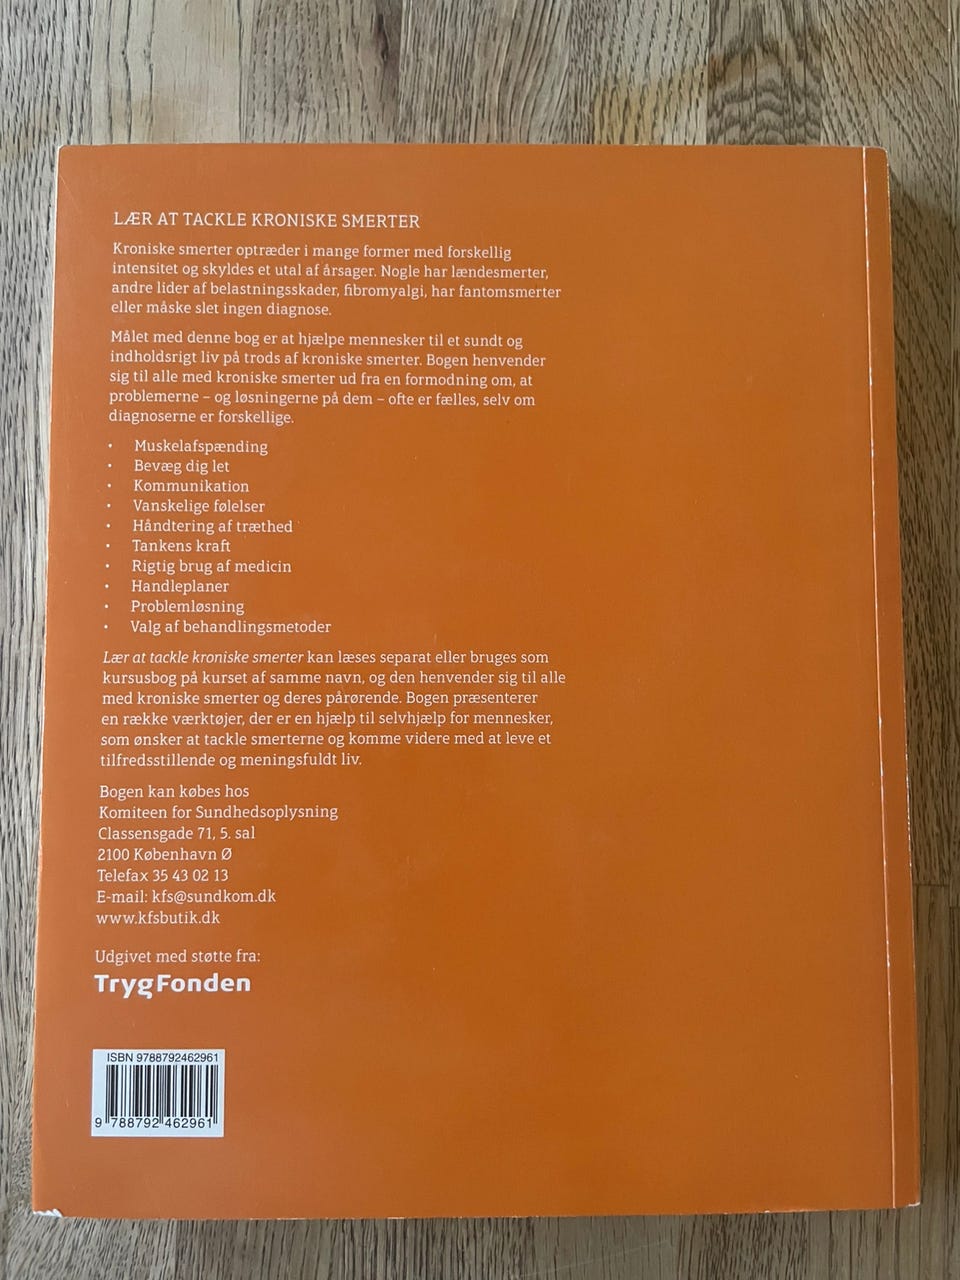 LÆR AT TACKLE KRONISKE SMERTER
Kroniske smerter optræder i mange former med forskellig
intensitet og skyldes et utal af årsager. Nogle har lændesmerter,
andre lider af belastningsskader, fibromyalgi, har fantomsmerter
eller måske slet ingen diagnose.
Målet med denne bog er at hjælpe mennesker til et sundt og
indholdsrigt liv på trods af kroniske smerter. Bogen henvender
sig til alle med kroniske smerter ud fra en formodning om, at
problemerne – og løsningerne på dem – ofte er fælles, selv om
diagnoserne er forskellige.
• Muskelafspænding
• Bevæg dig let
• Kommunikation
• Vanskelige følelser
• Håndtering af træthed
• Tankens kraft
• Rigtig brug af medicin
• Handleplaner
• Problemløsning
• Valg af behandlingsmetoder
Lær at tackle kroniske smerter kan læses separat eller bruges som
kursusbog på kurset af samme navn, og den henvender sig til alle
med kroniske smerter og deres pårørende. Bogen præsenterer
en række værktøjer, der er en hjælp til selvhjælp for mennesker,
som ønsker at tackle smerterne og komme videre med at leve et
tilfredsstillende og meningsfuldt liv.
Bogen kan købes hos
Komiteen for Sundhedsoplysning
Classensgade 71, 5. sal
2100 København Ø
Telefax 35 43 02 13
E-mail: kfs@sundkom.dk
www.kfsbutik.dk
Udgivet med støtte fra:
TrygFonden
ISBN 9788792462961
9 788792 462961